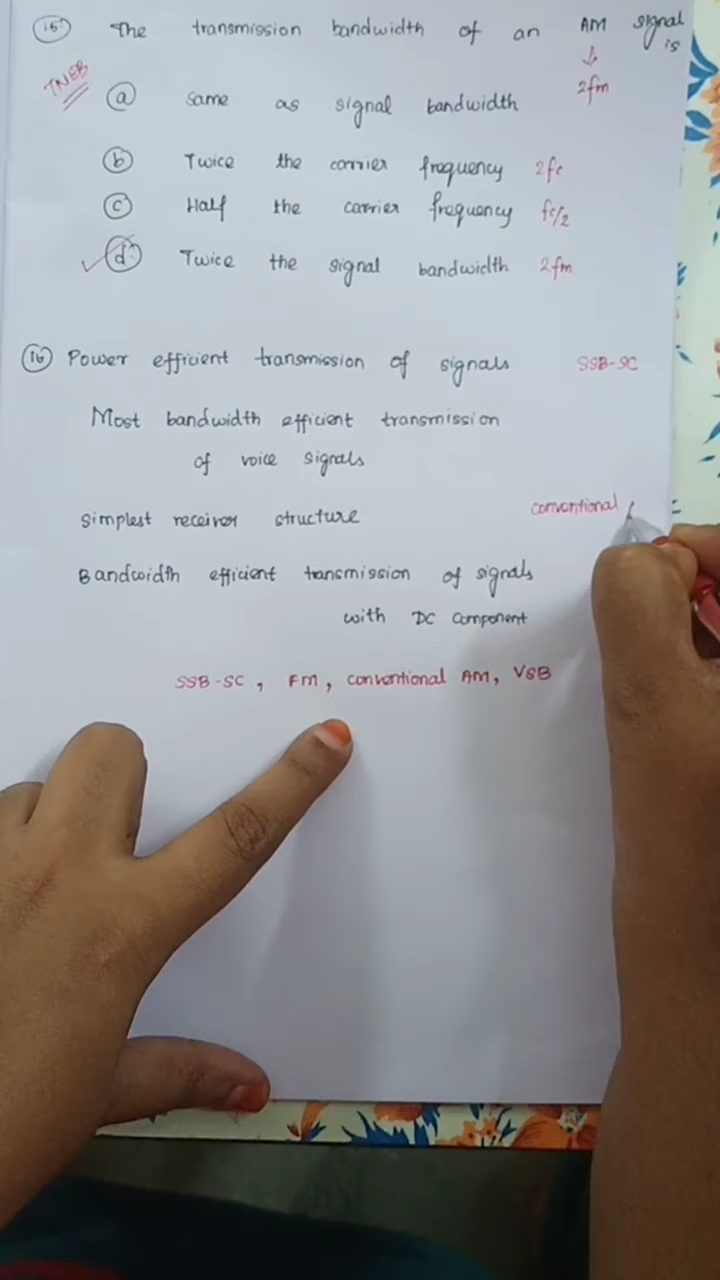 15. The transmission bandwidth of an AM signal is
TNEB
2fm
a same as signal bandwidth
b Twice the carrier frequency 2fc
c Half the carrier frequency fc/2
d Twice the signal bandwidth 2fm
16 Power efficient transmission of signals SSB-SC
Most bandwidth efficient transmission
of voice signals
Simplest receiver structure conventional
Bandwidth efficient transmission of signals
with DC component
SSB-SC, FM, conventional AM, VSB